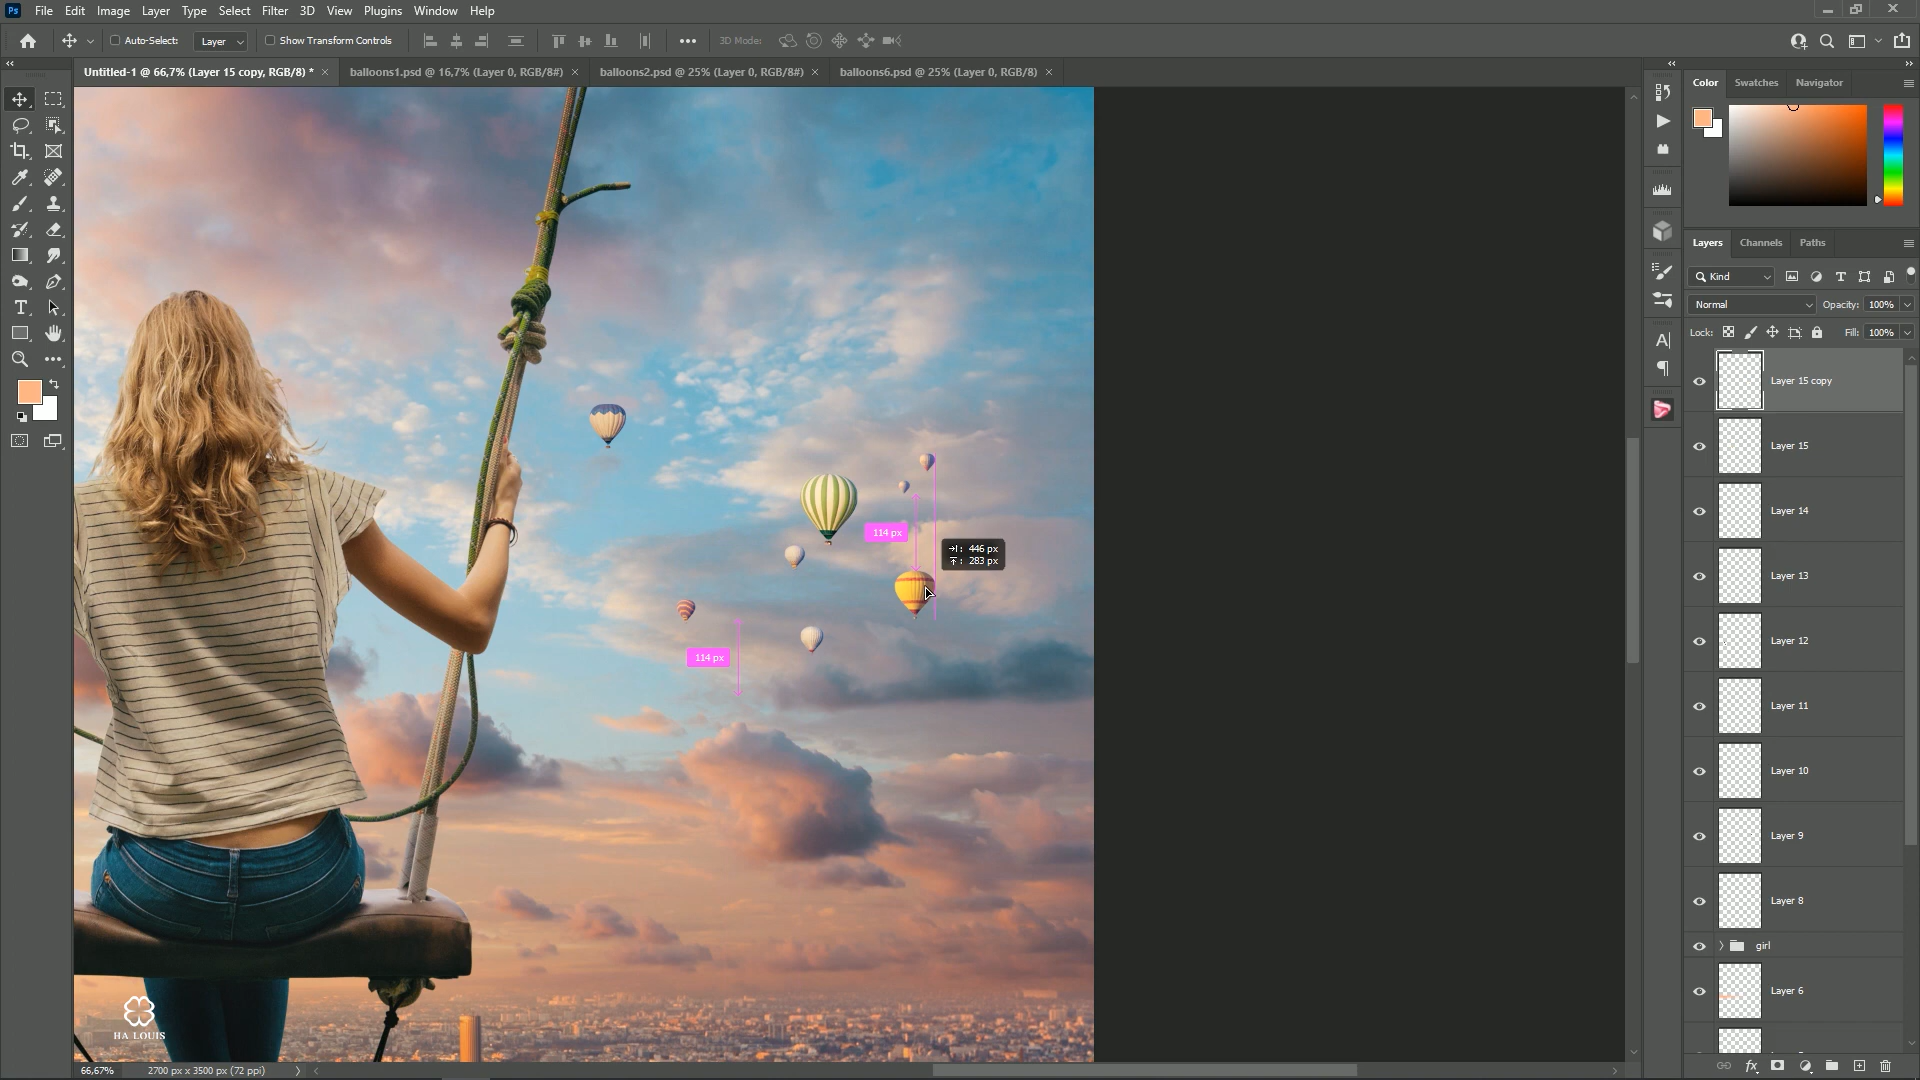 Ps File Edit Image Layer Type Select Filter 3D View Plugins Window Help
Auto-Select: Layer Show Transform Controls 3D Mode:
Untitled-1 @ 66,7% (Layer 15 copy, RGB/8) * balloons1.psd @ 16,7% (Layer 0, RGB/8#) balloons2.psd @ 25% (Layer 0, RGB/8#) balloons6.psd @ 25% (Layer 0, RGB/8)
Color Swatches Navigator
Layers Channels Paths
Kind
Normal Opacity: 100%
Lock: Fill: 100%
Layer 15 copy
Layer 15
Layer 14
Layer 13
Layer 12
Layer 11
Layer 10
Layer 9
Layer 8
girl
Layer 6
114 px
: 446 px
: 283 px
114 px
HA LOUIS
66,67% 2700 px x 3500 px (72 ppi)